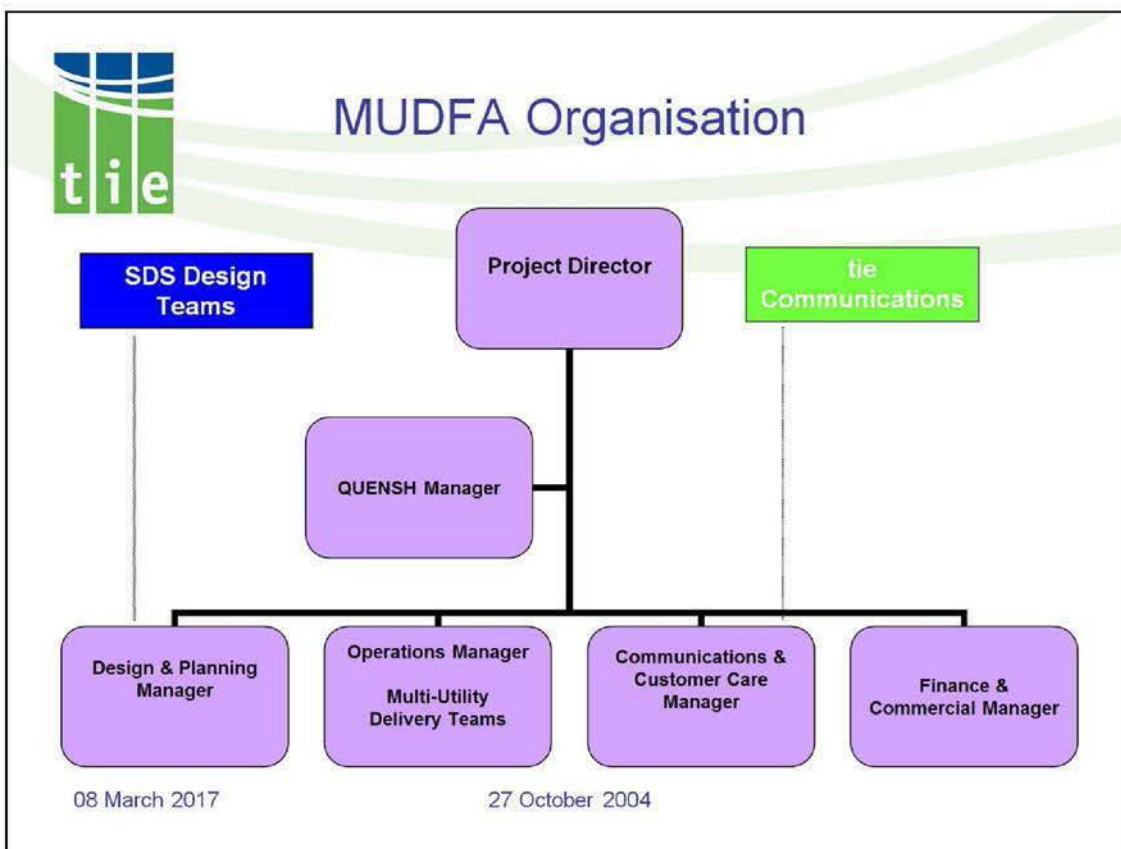 tie
MUDFA Organisation
SDS Design
Teams
Project Director
tie
Communications
QUENSH Manager
Design & Planning
Manager
Operations Manager
Multi-Utility
Delivery Teams
Communications &
Customer Care
Manager
Finance &
Commercial Manager
08 March 2017
27 October 2004